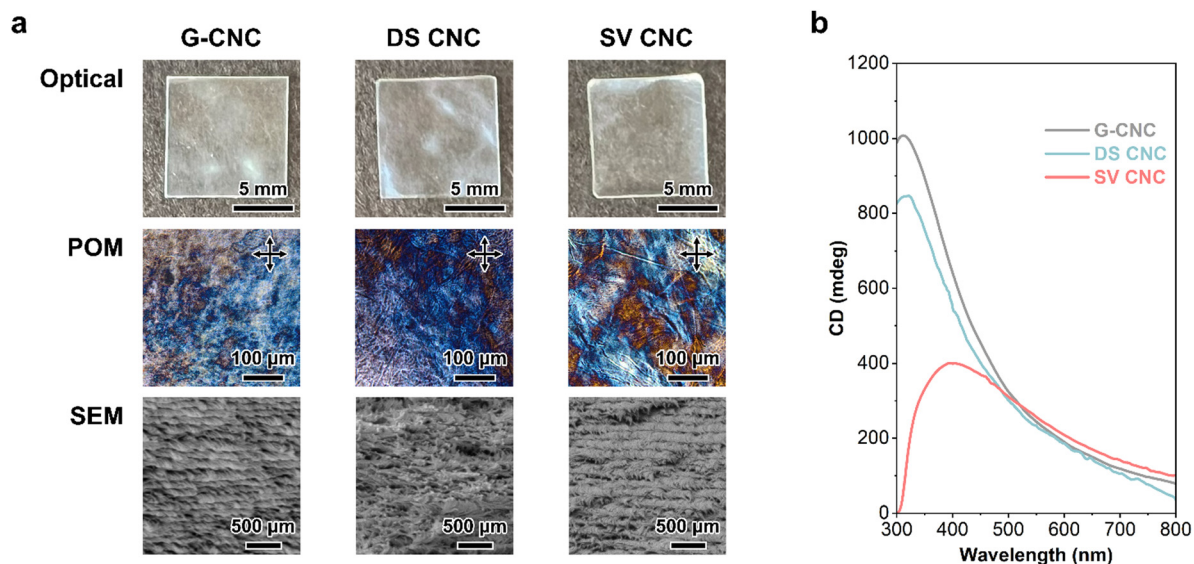 a
G-CNC DS CNC SV CNC
Optical
5 mm 5 mm 5 mm
POM
100 µm 100 µm 100 µm
SEM
500 µm 500 µm 500 µm
b
1200
1000
800
600
400
200
0
CD (mdeg)
G-CNC
DS CNC
SV CNC
300 400 500 600 700 800
Wavelength (nm)